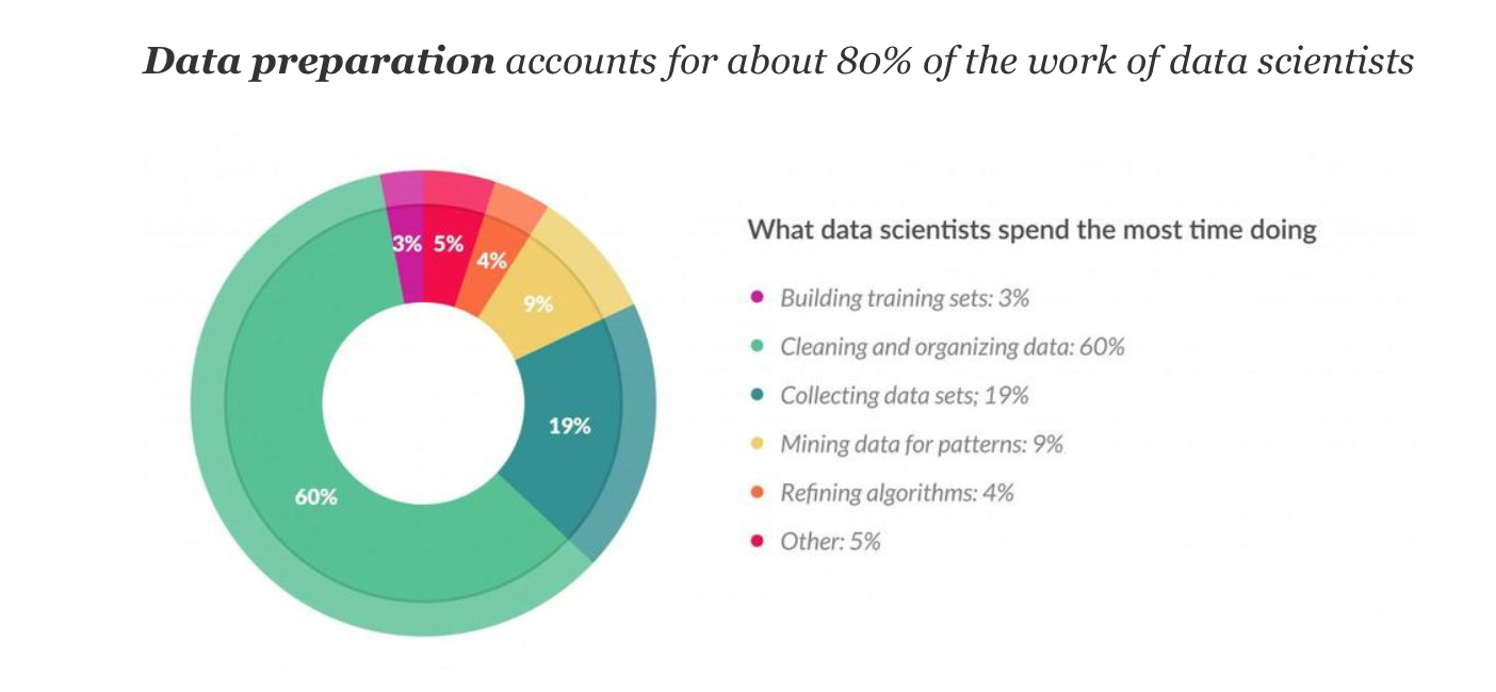 Data preparation accounts for about 80% of the work of data scientists
3% 5%
4%
9%
19%
60%
What data scientists spend the most time doing
Building training sets: 3%
Cleaning and organizing data: 60%
Collecting data sets; 19%
Mining data for patterns: 9%
Refining algorithms: 4%
Other: 5%